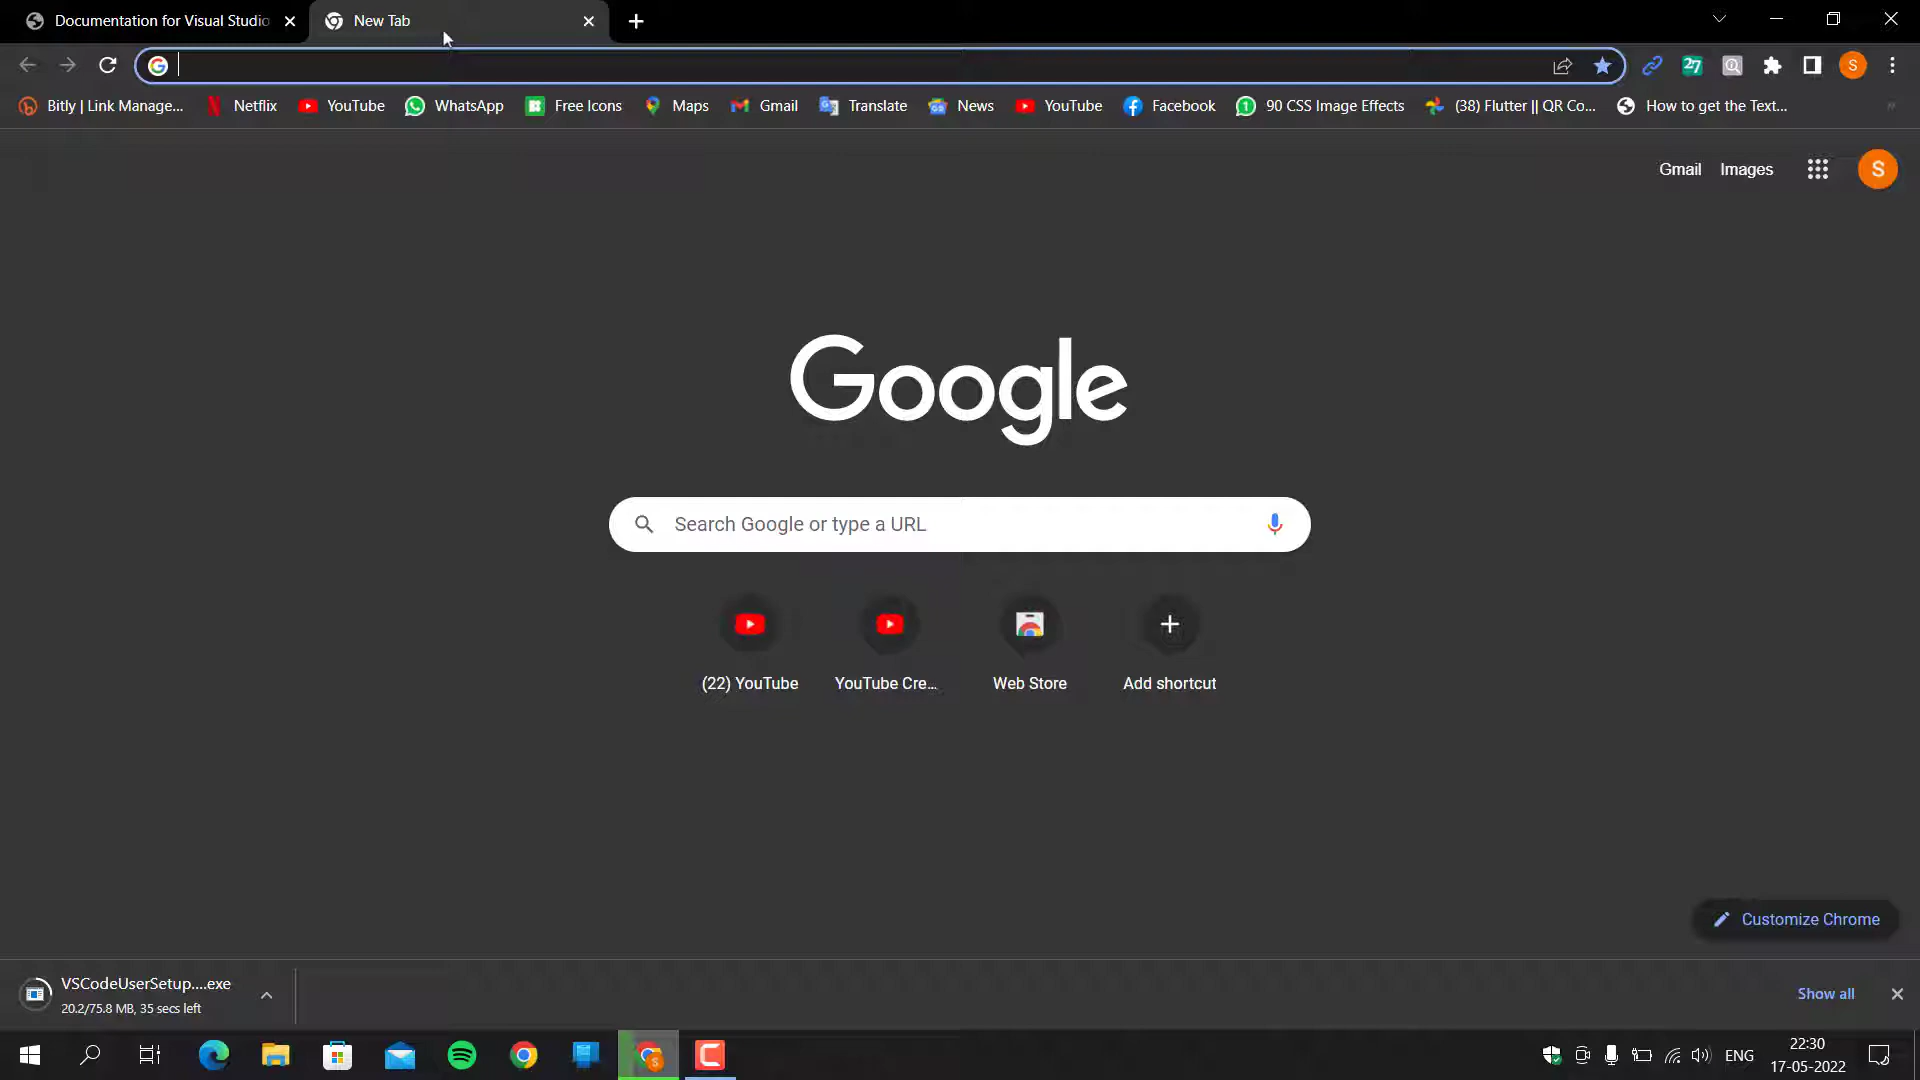 Documentation for Visual Studio
New Tab
Bitly | Link Manage...
Netflix
YouTube
WhatsApp
Free Icons
Maps
Gmail
Translate
News
YouTube
Facebook
90 CSS Image Effects
(38) Flutter || QR Co...
How to get the Text...
27
S
Gmail
Images
S
Google
Search Google or type a URL
(22) YouTube
YouTube Cre...
Web Store
Add shortcut
Customize Chrome
VSCodeUserSetup....exe
20.2/75.8 MB, 35 secs left
Show all
ENG
22:30
17-05-2022